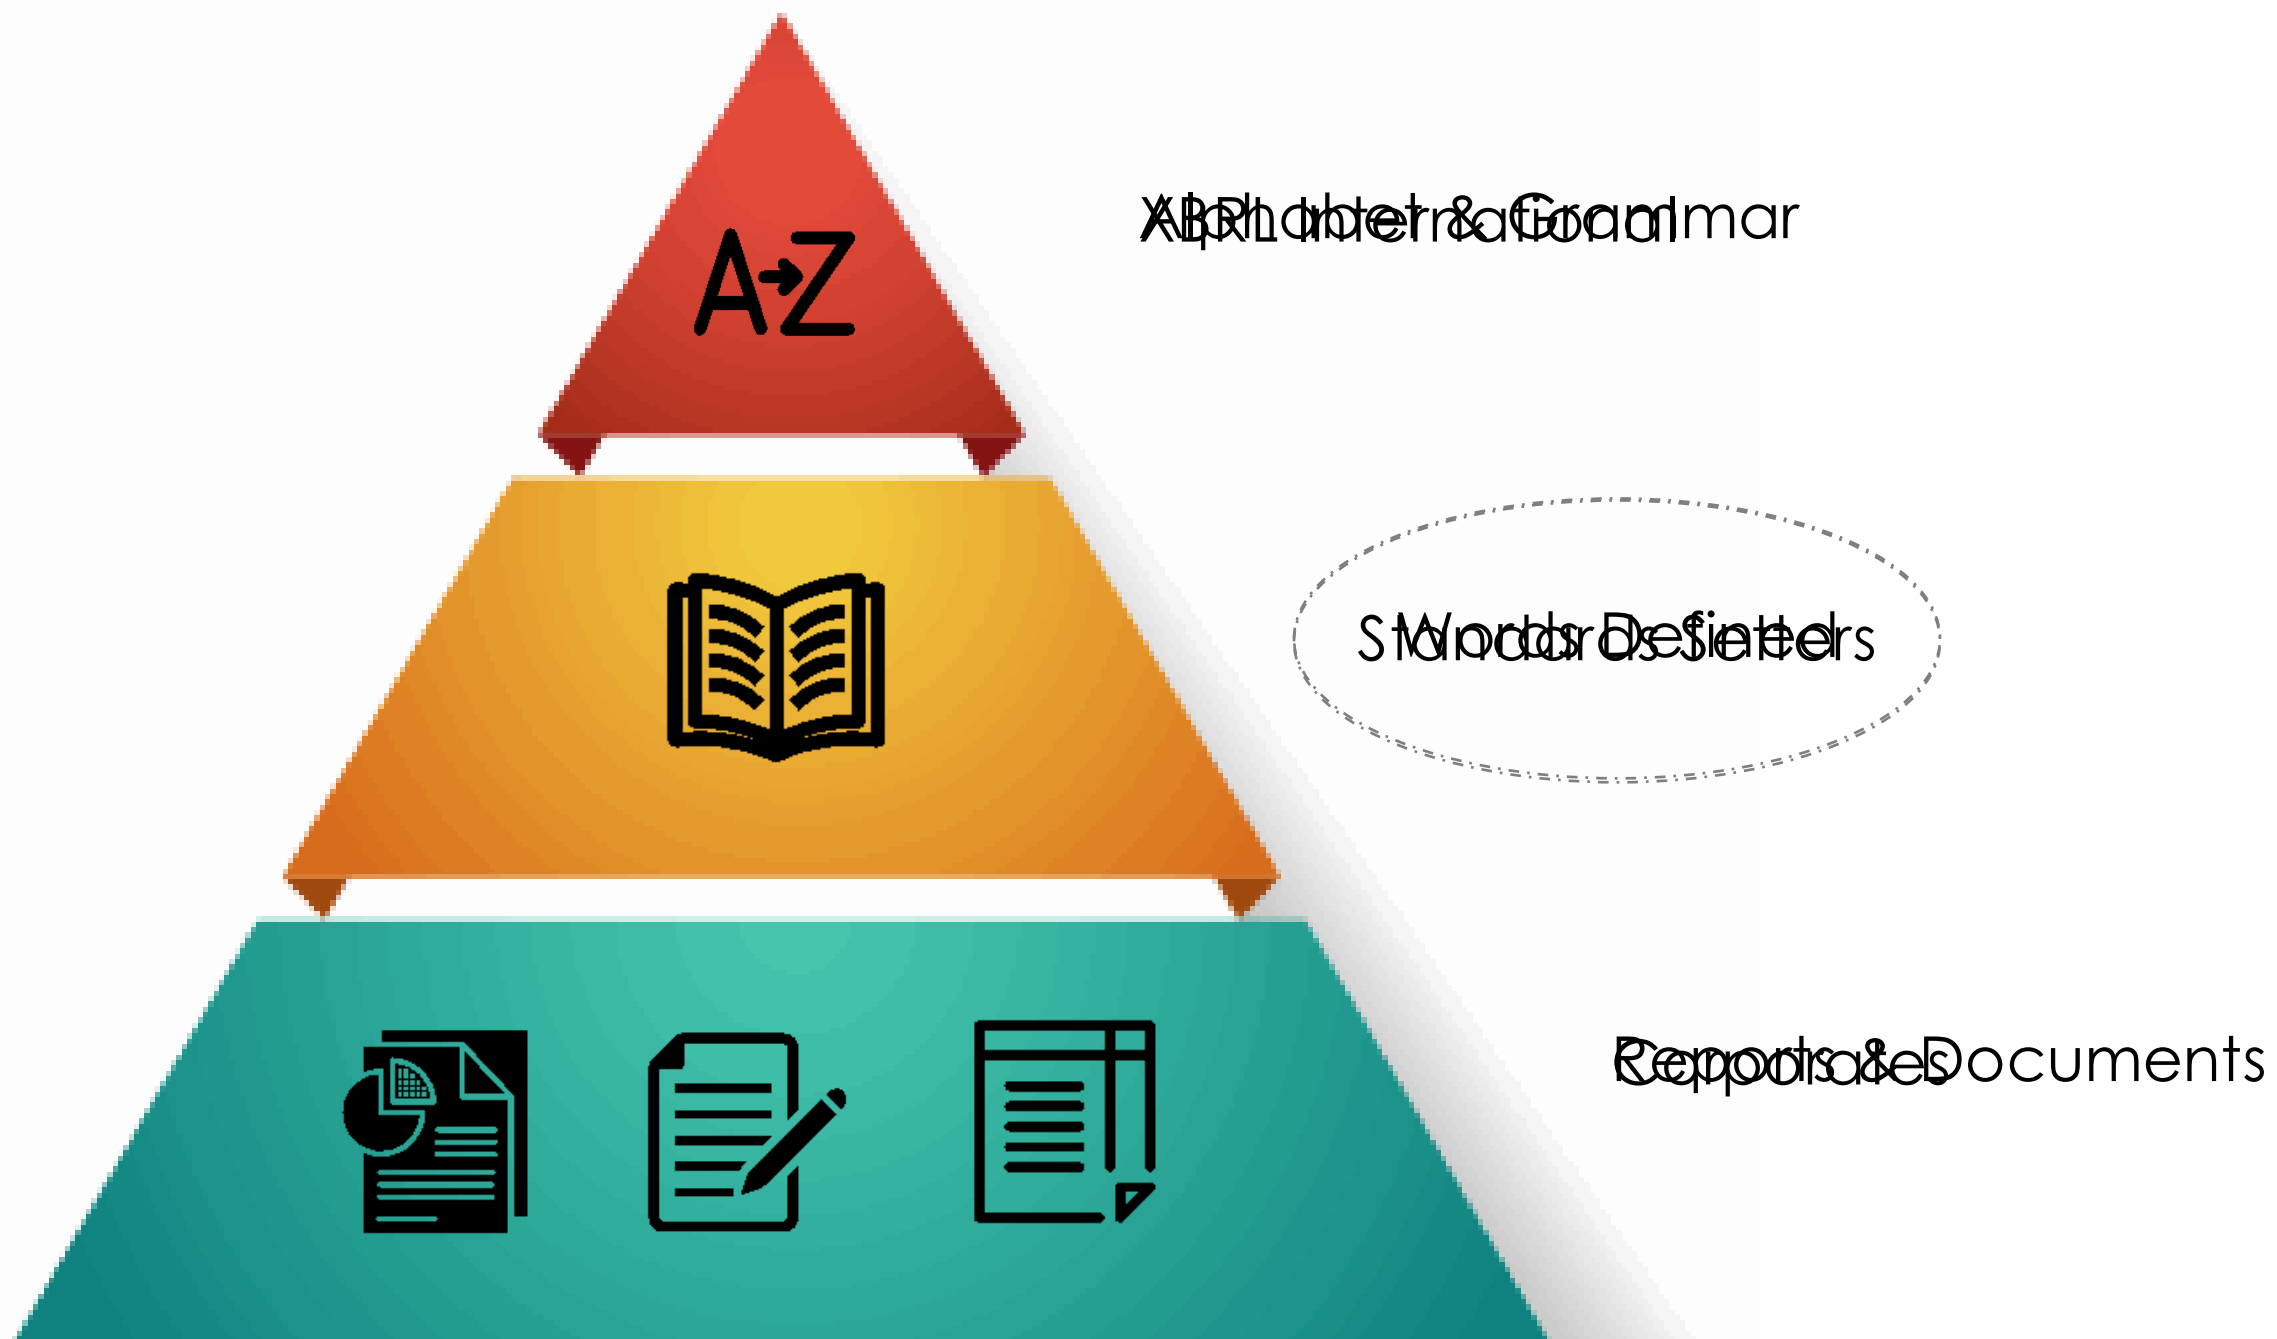 Alphabet & Grammar
XBRL International
A→Z
Words Defined
Standards Setters
Reports & Documents
Corporates